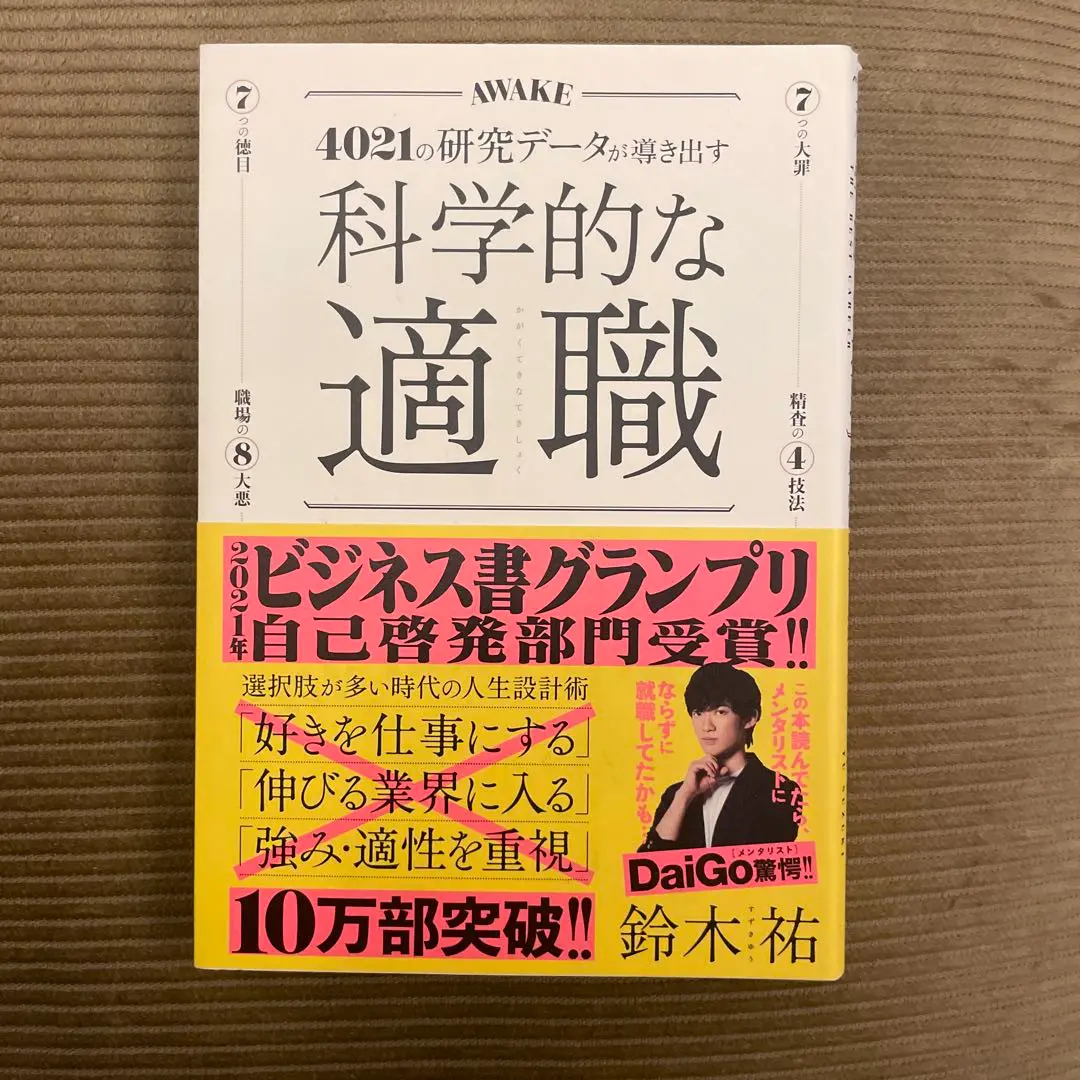 AWAKE
4021の研究データが導き出す
科学的な
適職
かがくてきなてきしょく
7つの徳目
職場の8大悪
7つの大罪
精査の4技法
THE BEST CAREER
YU SUZUKI
2021年
ビジネス書グランプリ
自己啓発部門受賞!!
選択肢が多い時代の人生設計術
「好きを仕事にする」
「伸びる業界に入る」
「強み・適性を重視」
10万部突破!!
この本読んでたら、
メンタリストに
ならずに
就職してたかも…
[メンタリスト]
DaiGo驚愕!!
鈴木祐
すずきゆう